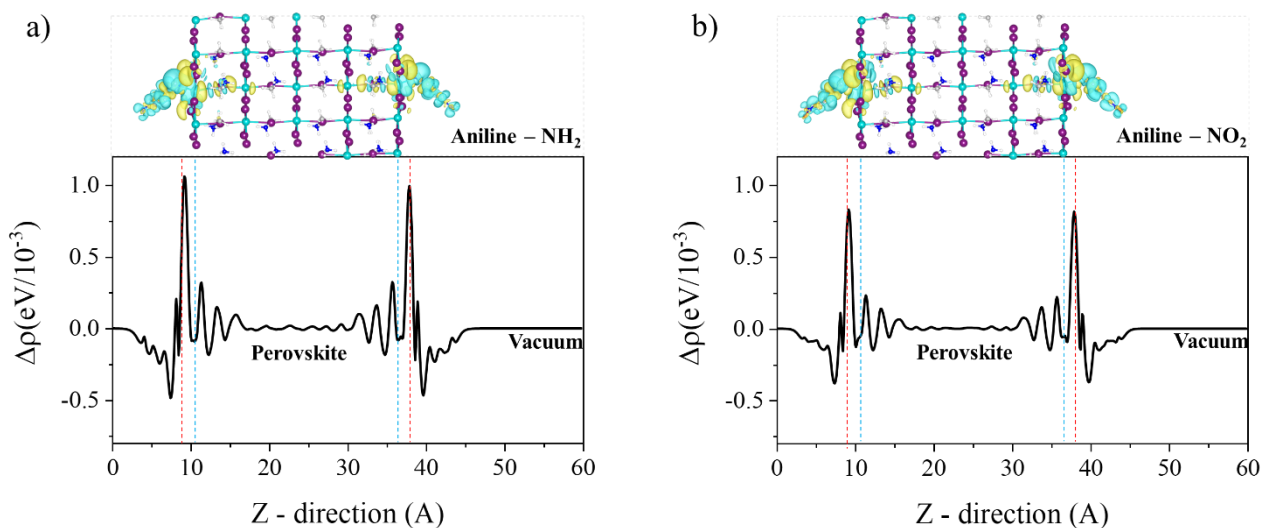 a)
Aniline – NH₂
1.0
0.5
0.0
-0.5
Δρ(eV/10⁻³)
Perovskite
Vacuum
0 10 20 30 40 50 60
Z - direction (A)
b)
Aniline – NO₂
1.0
0.5
0.0
-0.5
Δρ(eV/10⁻³)
Perovskite
Vacuum
0 10 20 30 40 50 60
Z - direction (A)